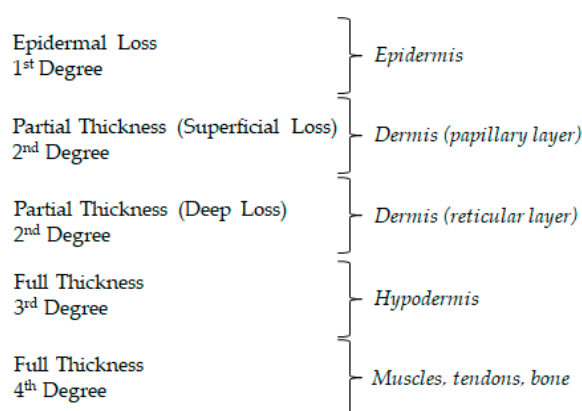 Epidermal Loss
1st Degree
Epidermis
Partial Thickness (Superficial Loss)
2nd Degree
Dermis (papillary layer)
Partial Thickness (Deep Loss)
2nd Degree
Dermis (reticular layer)
Full Thickness
3rd Degree
Hypodermis
Full Thickness
4th Degree
Muscles, tendons, bone